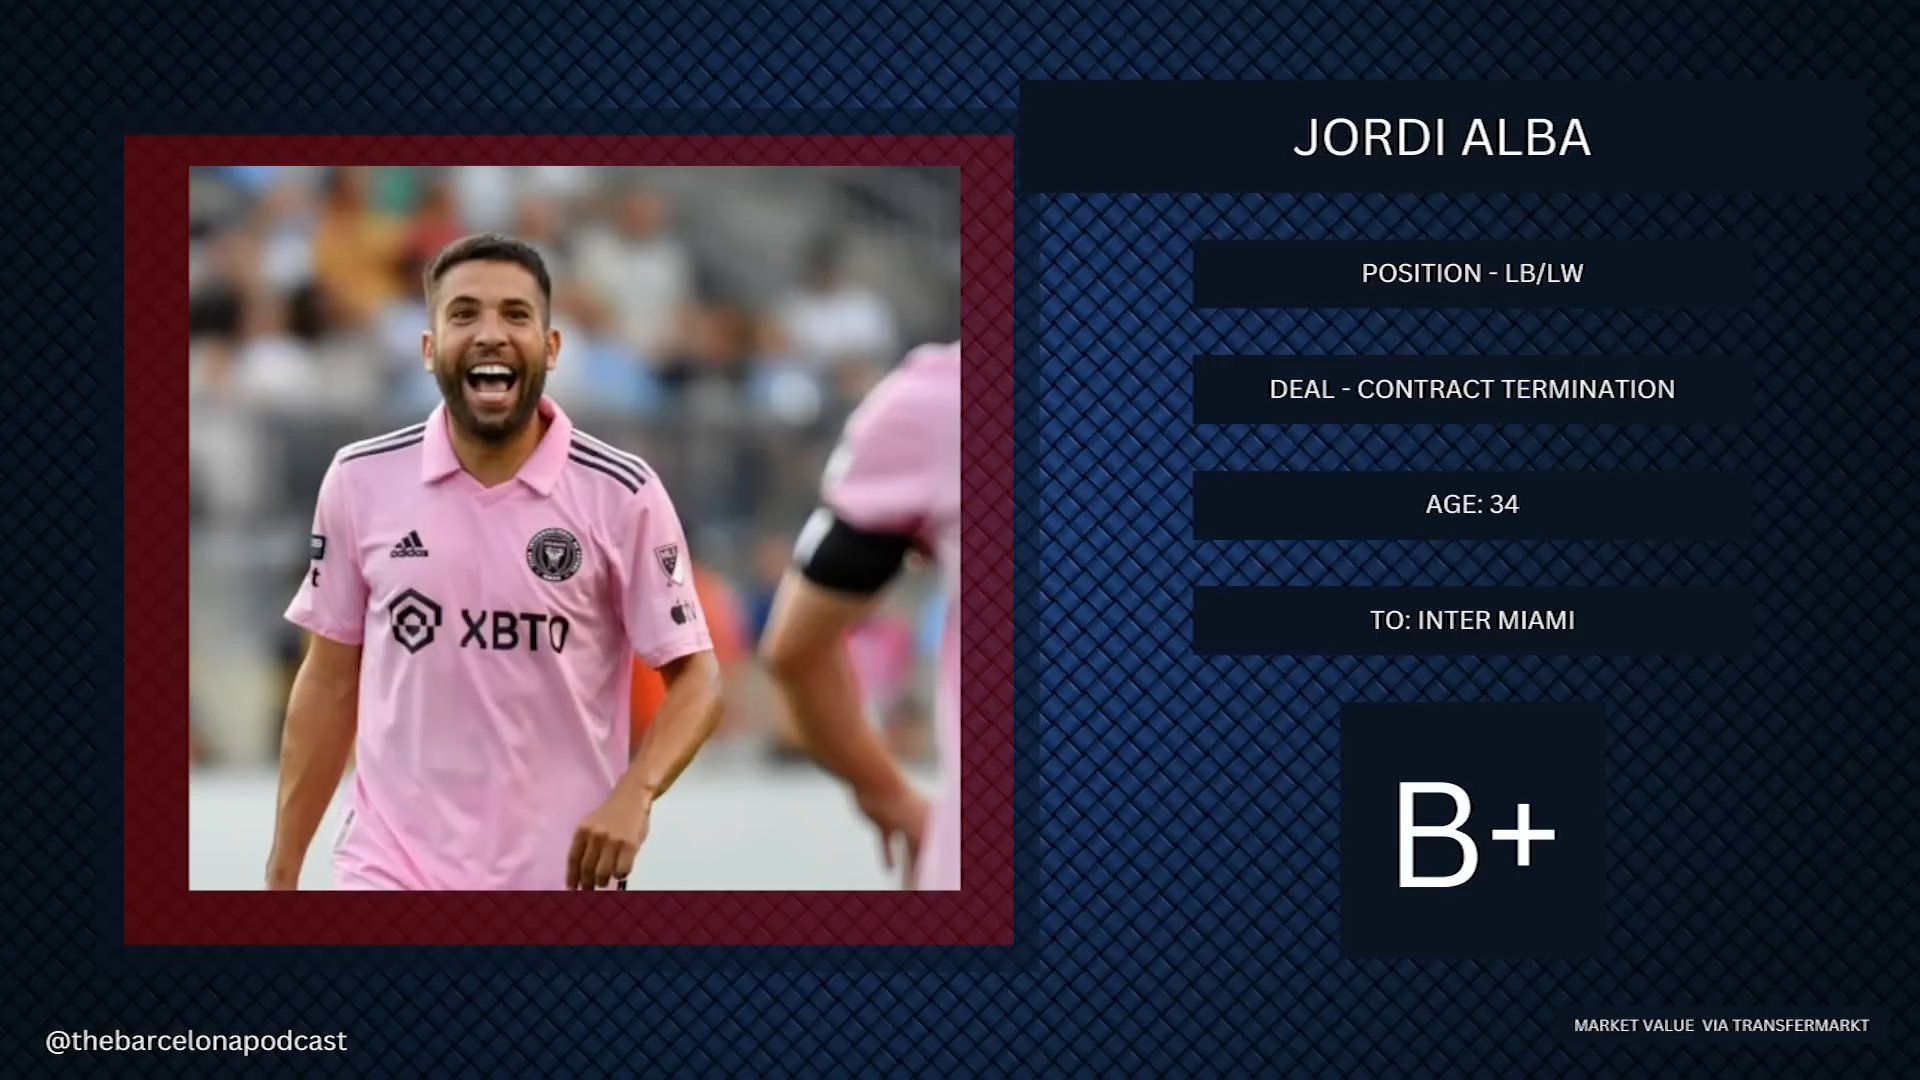 JORDI ALBA
POSITION - LB/LW
DEAL - CONTRACT TERMINATION
AGE: 34
TO: INTER MIAMI
B+
adidas
XBTO
t
tv
@thebarcelonapodcast
MARKET VALUE VIA TRANSFERMARKT